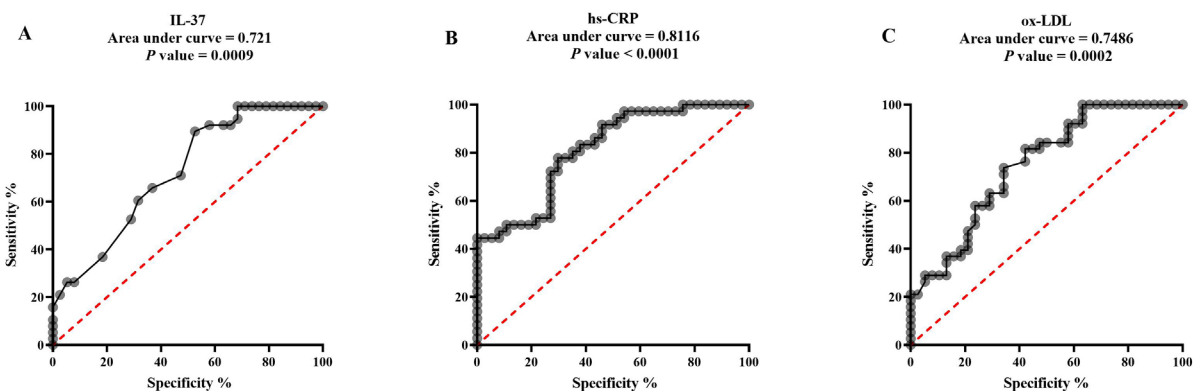 A
IL-37
Area under curve = 0.721
P value = 0.0009
Sensitivity %
100
80
60
40
20
0
0 20 40 60 80 100
Specificity %
B
hs-CRP
Area under curve = 0.8116
P value < 0.0001
Sensitivity %
100
80
60
40
20
0
0 20 40 60 80 100
Specificity %
C
ox-LDL
Area under curve = 0.7486
P value = 0.0002
Sensitivity %
100
80
60
40
20
0
0 20 40 60 80 100
Specificity %